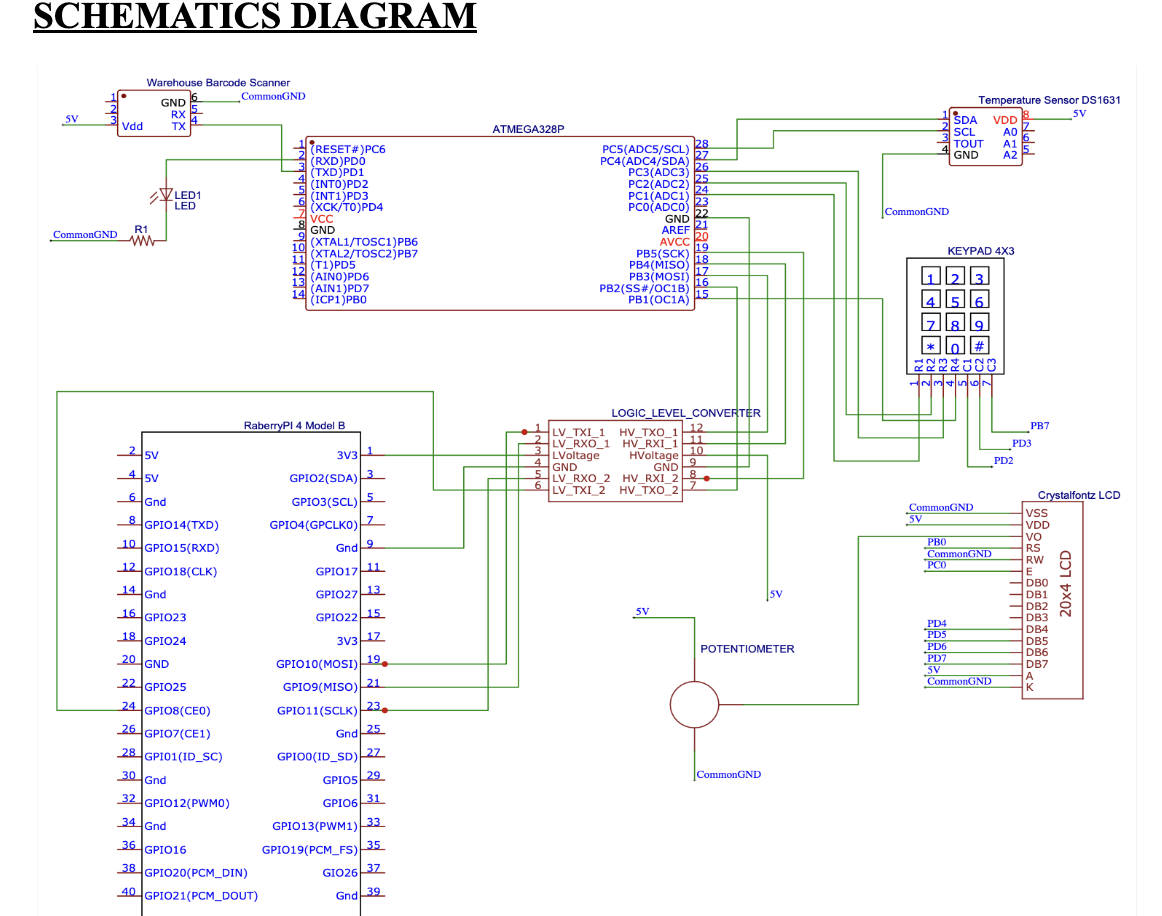 SCHEMATICS DIAGRAM
Warehouse Barcode Scanner
1 GND 6 CommonGND
2 RX 5
5V 3 Vdd TX 4
LED1
LED
CommonGND R1
ATMEGA328P
1 (RESET#)PC6 PC5(ADC5/SCL) 28
2 (RXD)PD0 PC4(ADC4/SDA) 27
3 (TXD)PD1 PC3(ADC3) 26
4 (INT0)PD2 PC2(ADC2) 25
5 (INT1)PD3 PC1(ADC1) 24
6 (XCK/T0)PD4 PC0(ADC0) 23
7 VCC GND 22
8 GND AREF 21
9 (XTAL1/TOSC1)PB6 AVCC 20
10 (XTAL2/TOSC2)PB7 PB5(SCK) 19
11 (T1)PD5 PB4(MISO) 18
12 (AIN0)PD6 PB3(MOSI) 17
13 (AIN1)PD7 PB2(SS#/OC1B) 16
14 (ICP1)PB0 PB1(OC1A) 15
Temperature Sensor DS1631
1 SDA VDD 8 5V
2 SCL A0 7
3 TOUT A1 6
4 GND A2 5
CommonGND
KEYPAD 4X3
1 2 3
4 5 6
7 8 9
* 0 #
R1 R2 R3 R4 C1 C2 C3
1 2 3 4 5 6 7
PB7
PD3
PD2
LOGIC_LEVEL_CONVERTER
1 LV_TXI_1 HV_TXO_1 12
2 LV_RXO_1 HV_RXI_1 11
3 LVoltage HVoltage 10
4 GND GND 9
5 LV_RXO_2 HV_RXI_2 8
6 LV_TXI_2 HV_TXO_2 7
5V
RaberryPI 4 Model B
2 5V 3V3 1
4 5V GPIO2(SDA) 3
6 Gnd GPIO3(SCL) 5
8 GPIO14(TXD) GPIO4(GPCLK0) 7
10 GPIO15(RXD) Gnd 9
12 GPIO18(CLK) GPIO17 11
14 Gnd GPIO27 13
16 GPIO23 GPIO22 15
18 GPIO24 3V3 17
20 GND GPIO10(MOSI) 19
22 GPIO25 GPIO9(MISO) 21
24 GPIO8(CE0) GPIO11(SCLK) 23
26 GPIO7(CE1) Gnd 25
28 GPI01(ID_SC) GPIO0(ID_SD) 27
30 Gnd GPIO5 29
32 GPIO12(PWM0) GPIO6 31
34 Gnd GPIO13(PWM1) 33
36 GPIO16 GPIO19(PCM_FS) 35
38 GPIO20(PCM_DIN) GIO26 37
40 GPIO21(PCM_DOUT) Gnd 39
5V
POTENTIOMETER
CommonGND
Crystalfontz LCD
CommonGND VSS
5V VDD
VO
PB0 RS
CommonGND RW
PC0 E
DB0
DB1
DB2
DB3
PD4 DB4
PD5 DB5
PD6 DB6
PD7 DB7
5V A
CommonGND K
20x4 LCD